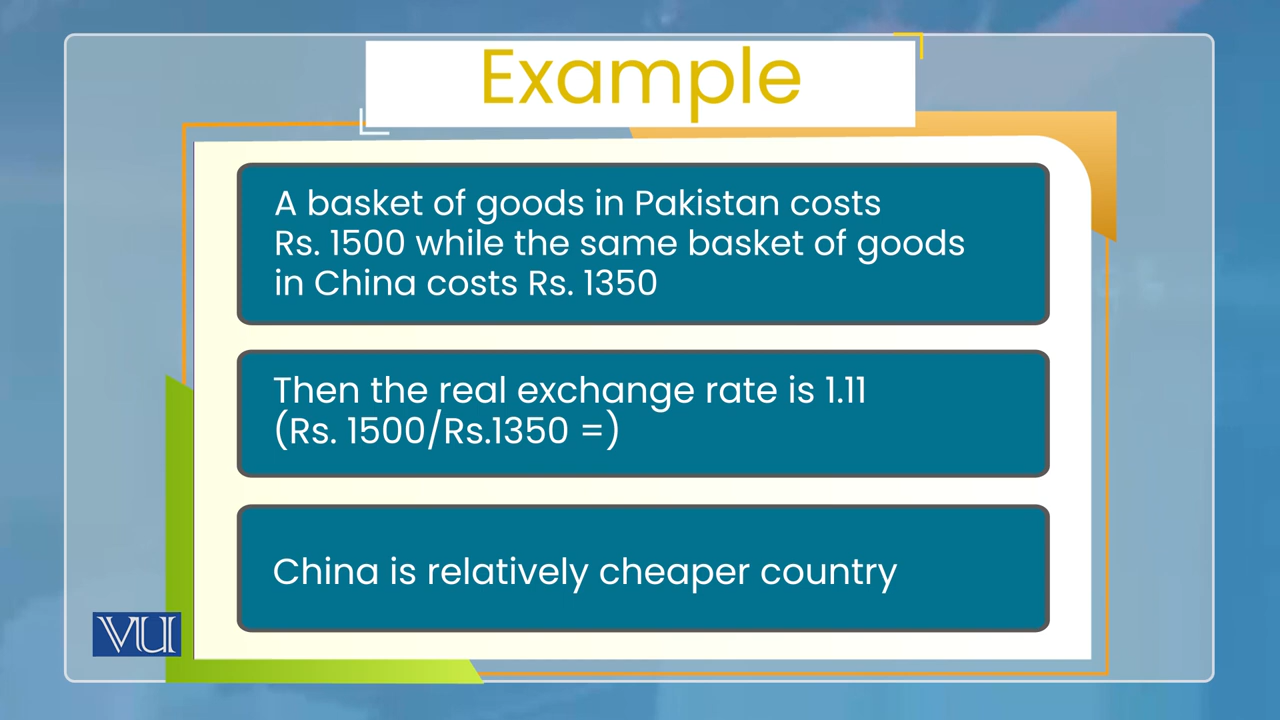 Example
A basket of goods in Pakistan costs
Rs. 1500 while the same basket of goods
in China costs Rs. 1350
Then the real exchange rate is 1.11
(Rs. 1500/Rs.1350 =)
China is relatively cheaper country
VU